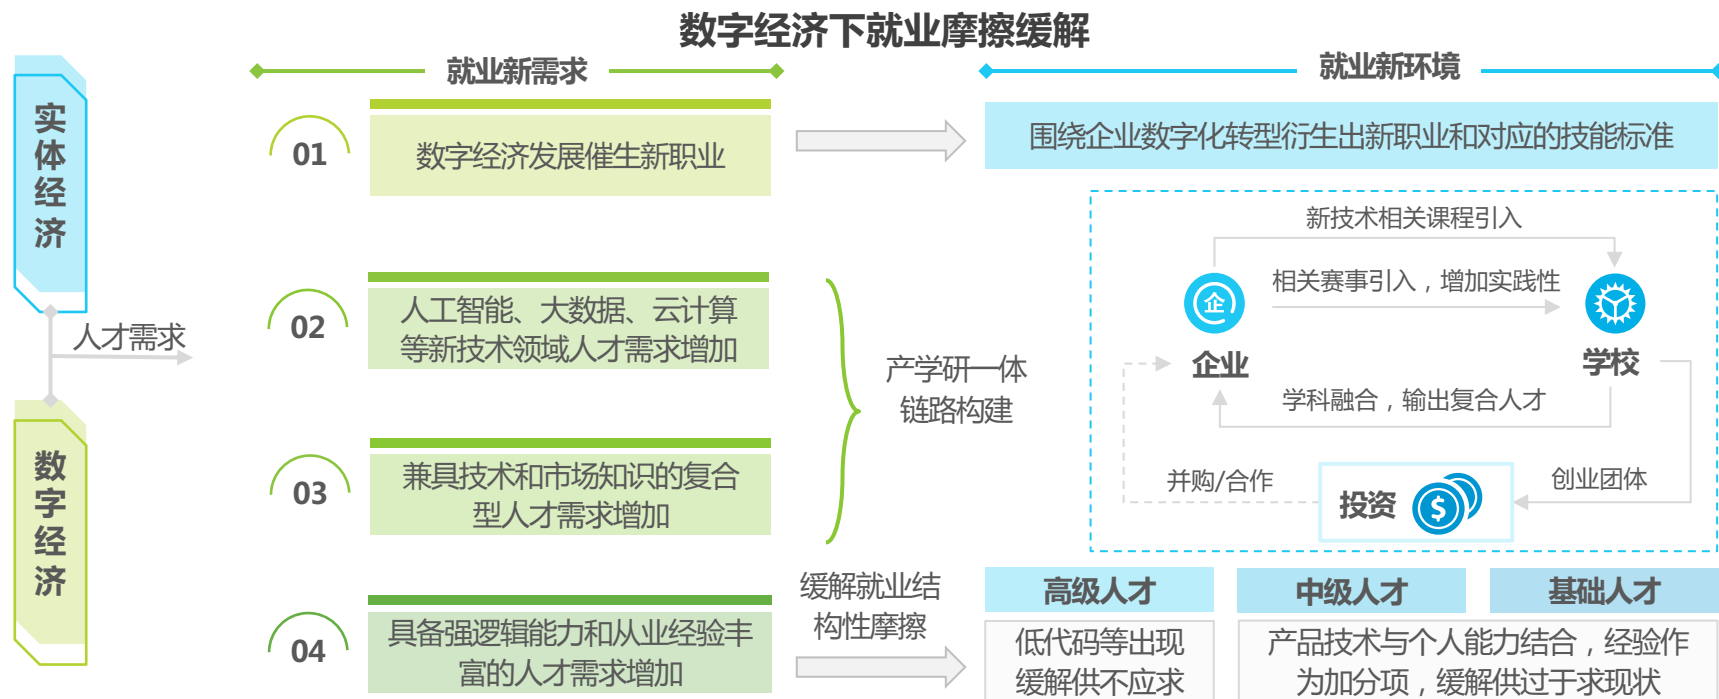 数字经济下就业摩擦缓解
实体经济
人才需求
数字经济
就业新需求
01
数字经济发展催生新职业
02
人工智能、大数据、云计算
等新技术领域人才需求增加
03
兼具技术和市场知识的复合
型人才需求增加
04
具备强逻辑能力和从业经验丰
富的人才需求增加
产学研一体
链路构建
缓解就业结
构性摩擦
就业新环境
围绕企业数字化转型衍生出新职业和对应的技能标准
新技术相关课程引入
相关赛事引入，增加实践性
企
企业
学校
学科融合，输出复合人才
并购/合作
投资
$
创业团体
高级人才
低代码等出现
缓解供不应求
中级人才
基础人才
产品技术与个人能力结合，经验作
为加分项，缓解供过于求现状